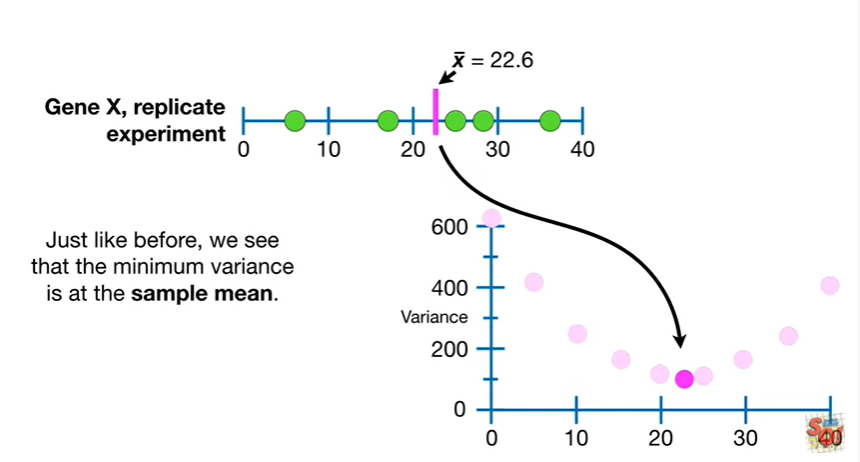 x̄ = 22.6
Gene X, replicate
experiment
0 10 20 30 40
Just like before, we see
that the minimum variance
is at the sample mean.
600
400
Variance
200
0
0 10 20 30 40